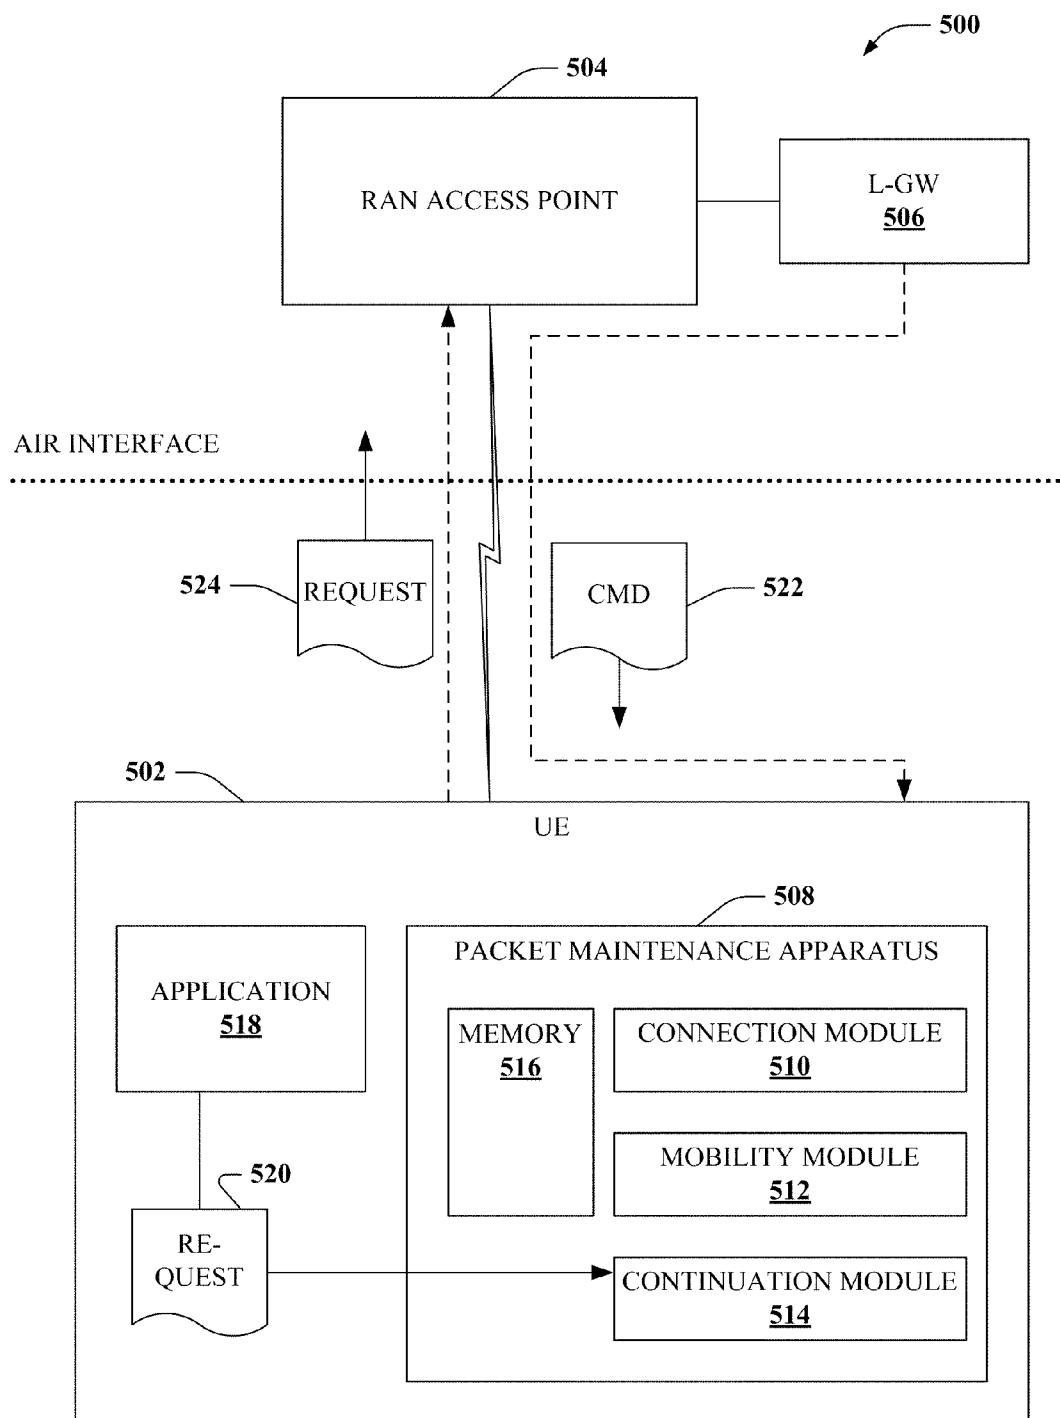 500
504
RAN ACCESS POINT
L-GW
506
AIR INTERFACE
524
REQUEST
CMD
522
502
UE
508
PACKET MAINTENANCE APPARATUS
APPLICATION
518
MEMORY
516
CONNECTION MODULE
510
MOBILITY MODULE
512
520
RE-
QUEST
CONTINUATION MODULE
514